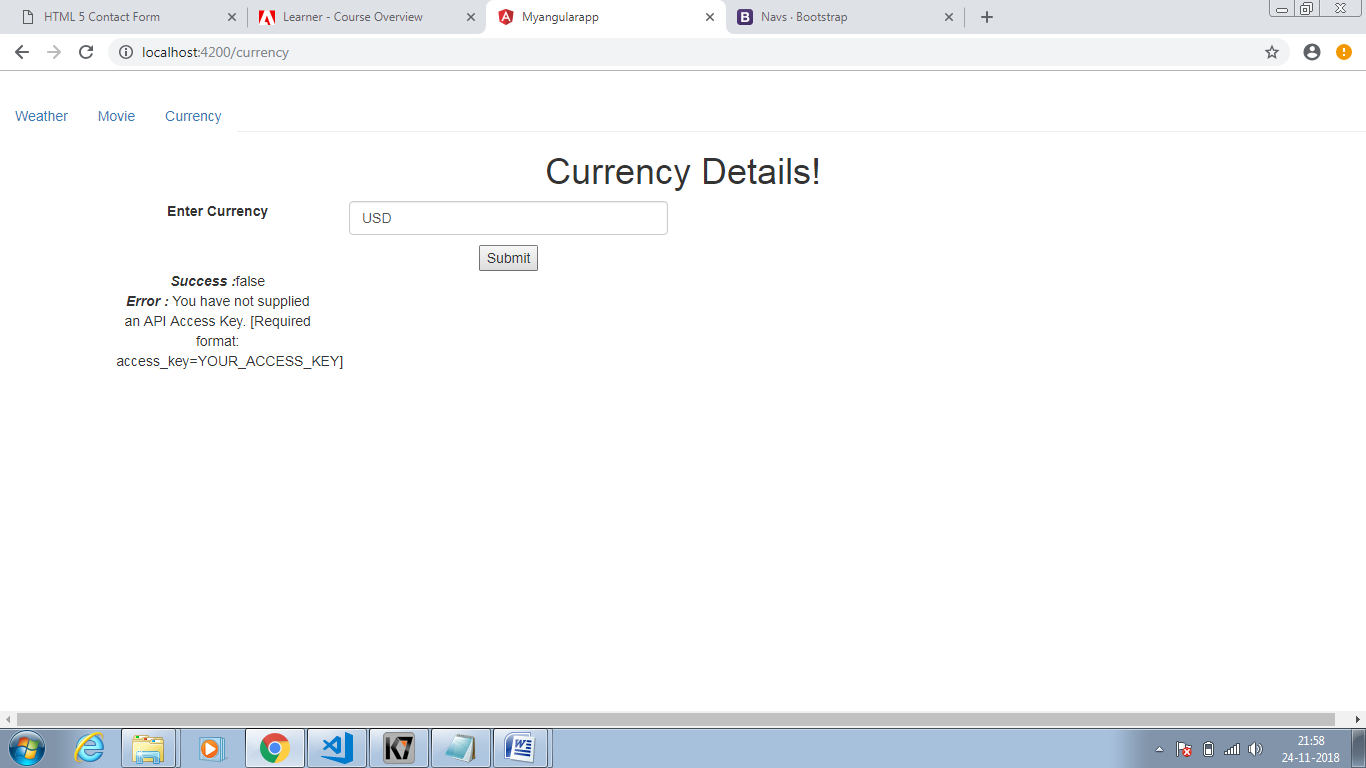 HTML 5 Contact Form
Learner - Course Overview
Myangularapp
B Navs · Bootstrap
localhost:4200/currency
Weather Movie Currency
Currency Details!
Enter Currency USD
Submit
Success :false
Error : You have not supplied
an API Access Key. [Required
format:
access_key=YOUR_ACCESS_KEY]
K7
W
21:58
24-11-2018